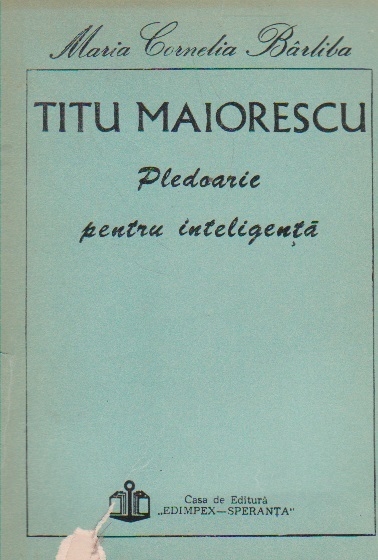 Maria Cornelia Bârliba
TITU MAIORESCU
Pledoarie
pentru inteligență
Casa de Editură
„EDIMPEX—SPERANȚA”